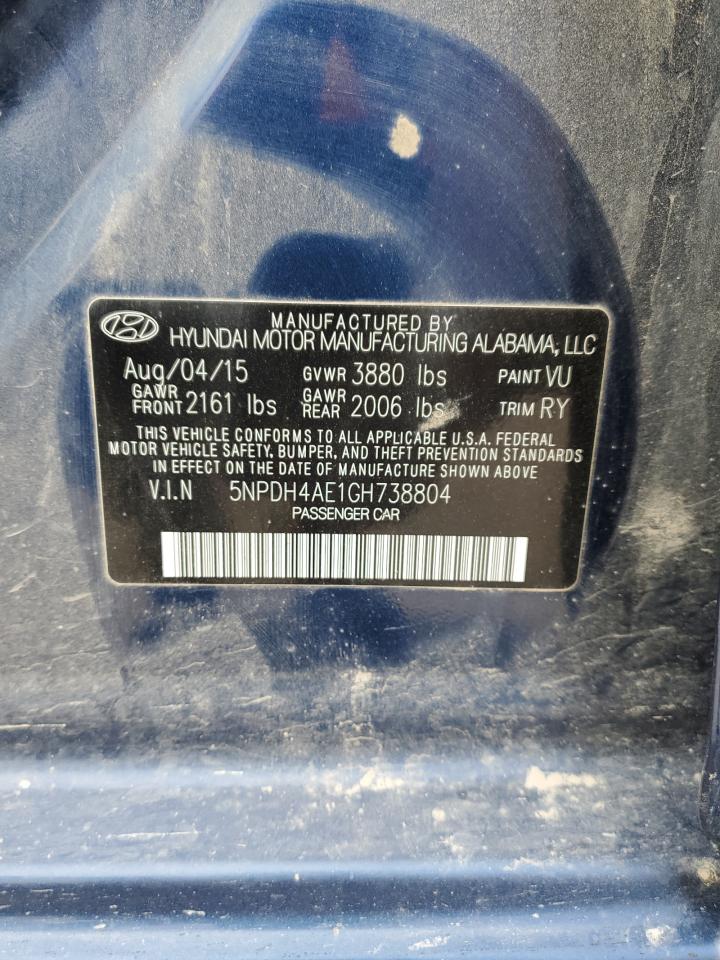 MANUFACTURED BY
HYUNDAI MOTOR MANUFACTURING ALABAMA, LLC
Aug/04/15 GVWR 3880 lbs PAINT VU
GAWR FRONT 2161 lbs GAWR REAR 2006 lbs TRIM RY
THIS VEHICLE CONFORMS TO ALL APPLICABLE U.S.A. FEDERAL
MOTOR VEHICLE SAFETY, BUMPER, AND THEFT PREVENTION STANDARDS
IN EFFECT ON THE DATE OF MANUFACTURE SHOWN ABOVE
V.I.N 5NPDH4AE1GH738804
PASSENGER CAR